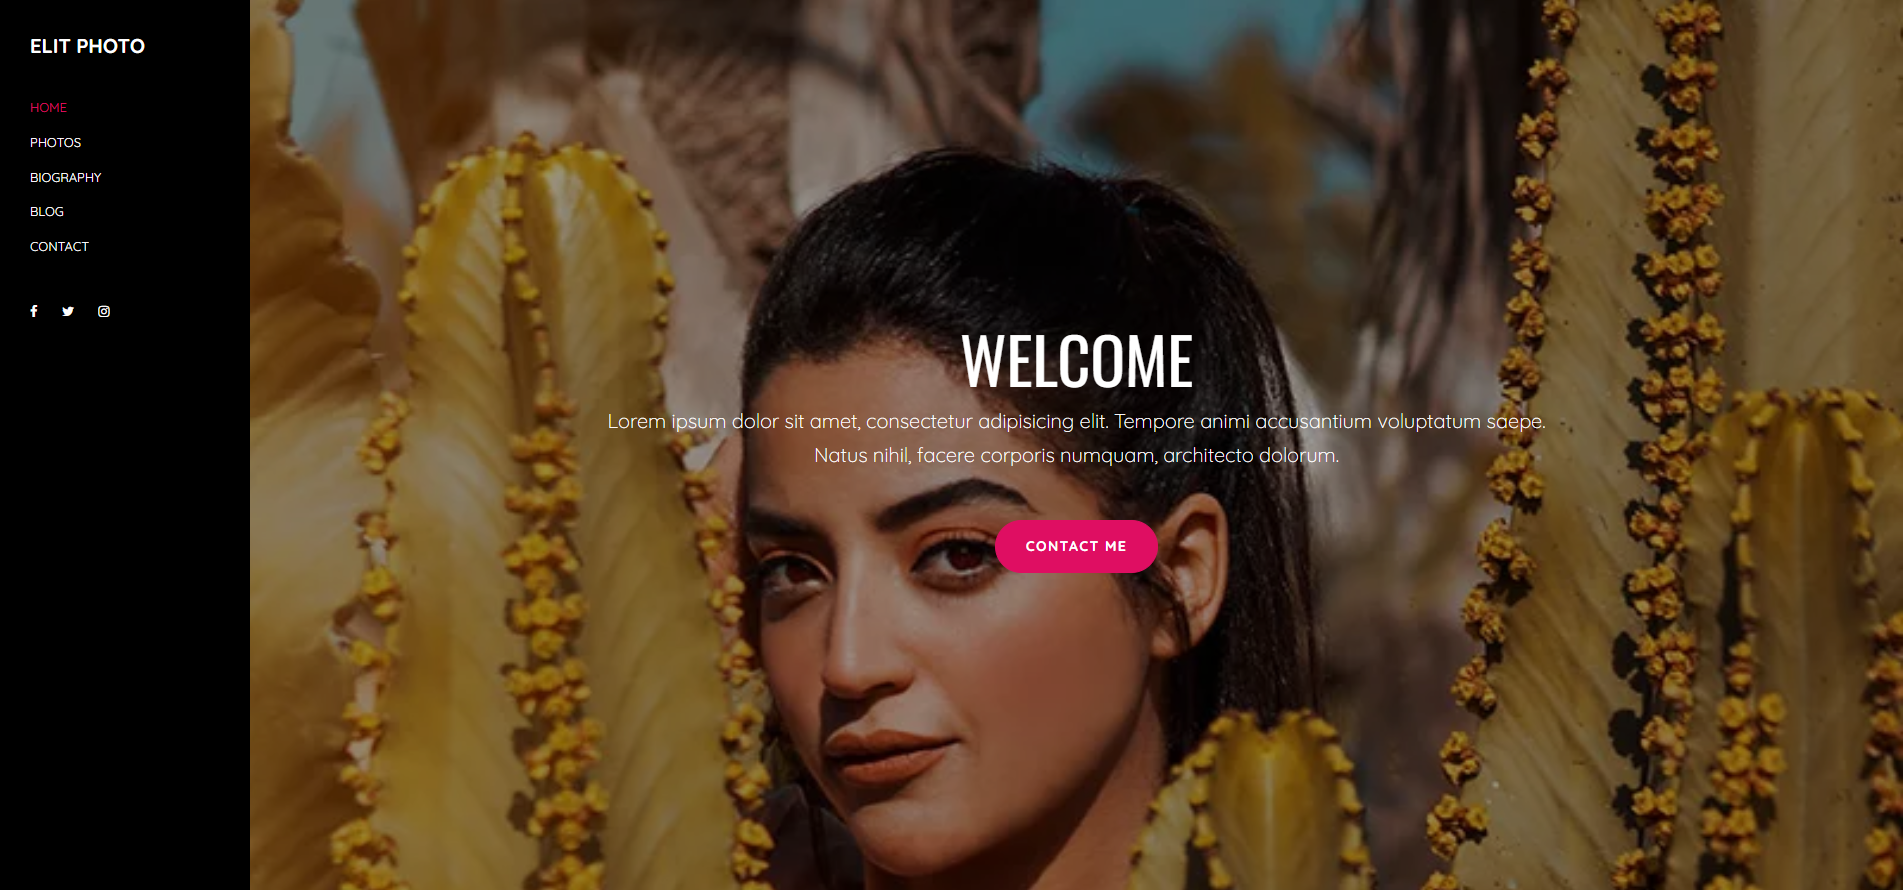 ELIT PHOTO
HOME
PHOTOS
BIOGRAPHY
BLOG
CONTACT
WELCOME
Lorem ipsum dolor sit amet, consectetur adipisicing elit. Tempore animi accusantium voluptatum saepe.
Natus nihil, facere corporis numquam, architecto dolorum.
CONTACT ME